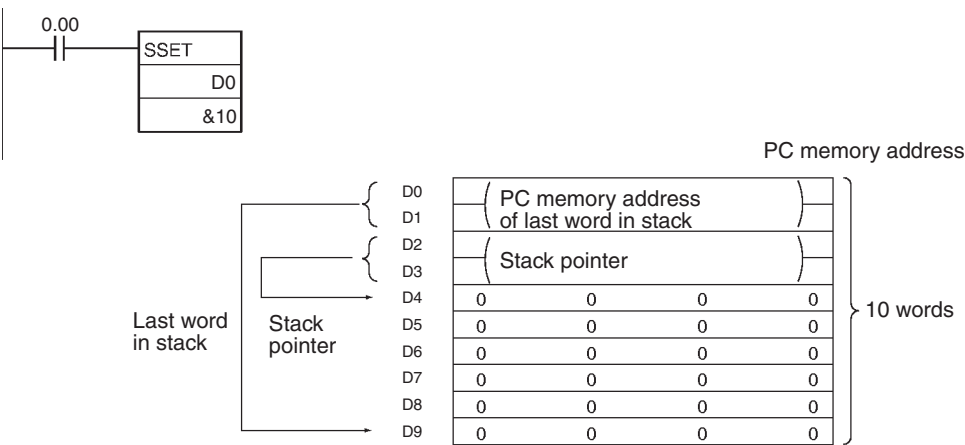 0.00
SSET
D0
&10
PC memory address
D0
PC memory address
D1
of last word in stack
D2
Stack pointer
D3
D4 0 0 0 0
D5 0 0 0 0
D6 0 0 0 0
D7 0 0 0 0
D8 0 0 0 0
D9 0 0 0 0
10 words
Last word
in stack
Stack
pointer